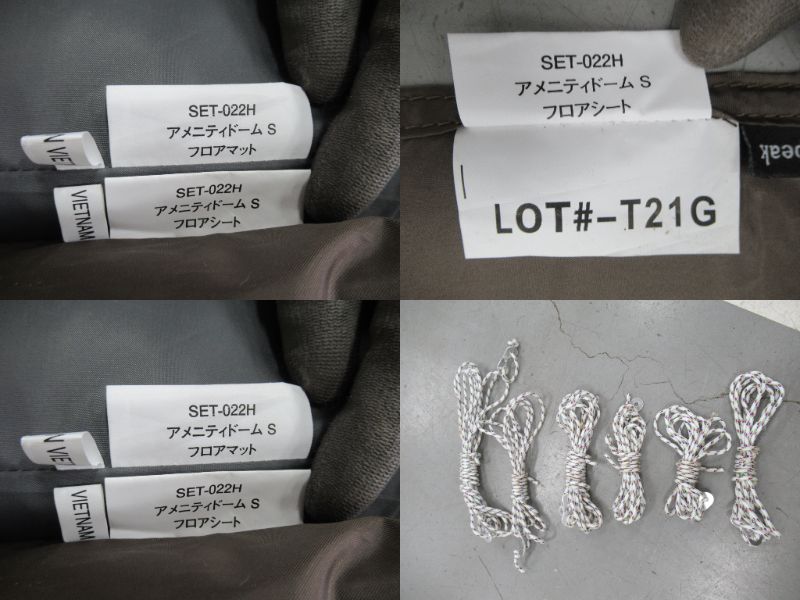 SET-022H
アメニティドーム S
フロアマット
N VIET
SET-022H
アメニティドーム S
フロアシート
VIETNAM
SET-022H
アメニティドーム S
フロアシート
peak
LOT#-T21G
SET-022H
アメニティドーム S
フロアマット
N VIET
SET-022H
アメニティドーム S
フロアシート
VIETNAM